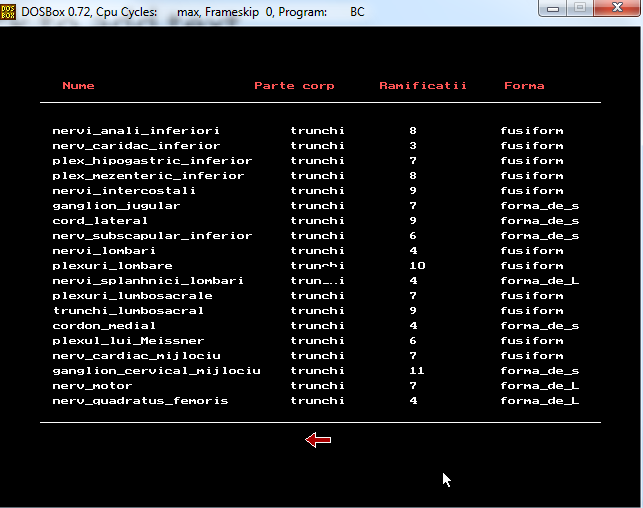 DOS BOX DOSBox 0.72, Cpu Cycles: max, Frameskip 0, Program: BC
Nume Parte corp Ramificatii Forma
nervi_anali_inferiori trunchi 8 fusiform
nerv_caridac_inferior trunchi 3 fusiform
plex_hipogastric_inferior trunchi 7 fusiform
plex_mezenteric_inferior trunchi 8 fusiform
nervi_intercostali trunchi 9 fusiform
ganglion_jugular trunchi 7 forma_de_s
cord_lateral trunchi 9 forma_de_s
nerv_subscapular_inferior trunchi 6 forma_de_s
nervi_lombari trunchi 4 fusiform
plexuri_lombare trunchi 10 fusiform
nervi_splanhnici_lombari 4 forma_de_L
plexuri_lumbosacrale trunchi 7 fusiform
trunchi_lumbosacral trunchi 9 fusiform
cordon_medial trunchi 4 forma_de_s
plexul_lui_Meissner trunchi 6 fusiform
nerv_cardiac_mijlociu trunchi 7 fusiform
ganglion_cervical_mijlociu trunchi 11 forma_de_s
nerv_motor trunchi 7 forma_de_L
nerv_quadratus_femoris trunchi 4 forma_de_L